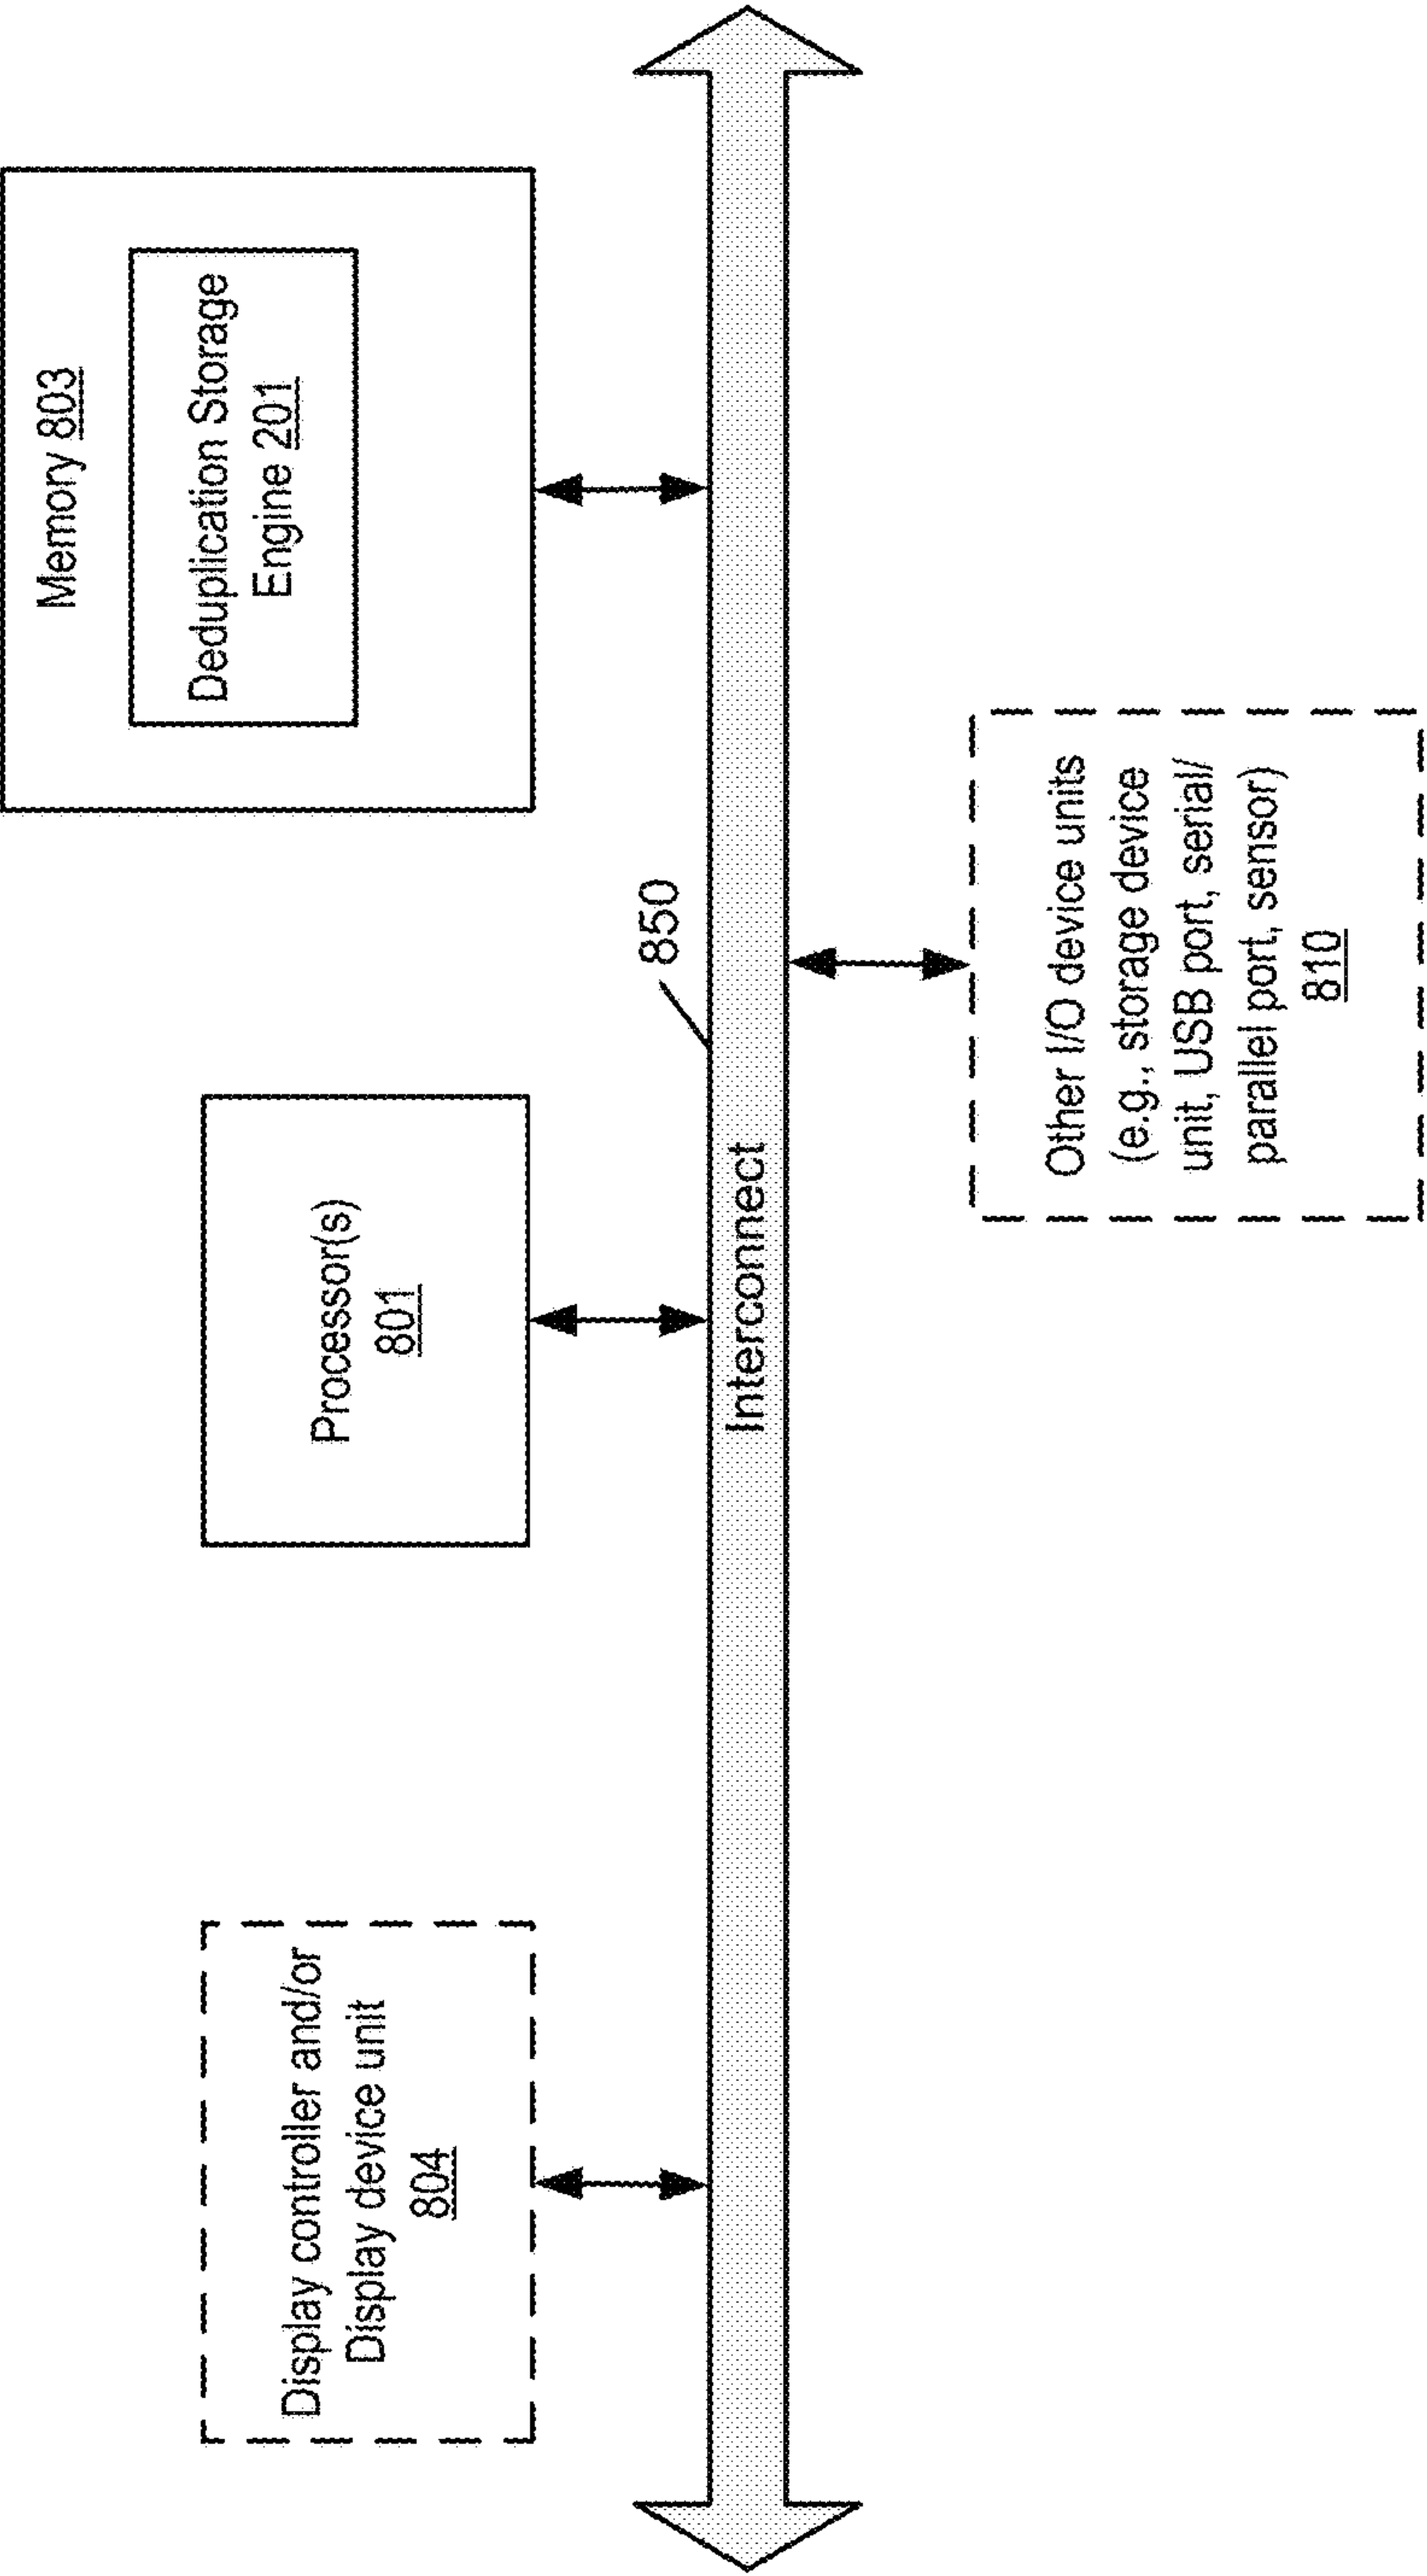 Display controller and/or
Display device unit
804
Processor(s)
801
Memory 803
Deduplication Storage
Engine 201
850
Interconnect
Other I/O device units
(e.g., storage device
unit, USB port, serial/
parallel port, sensor)
810